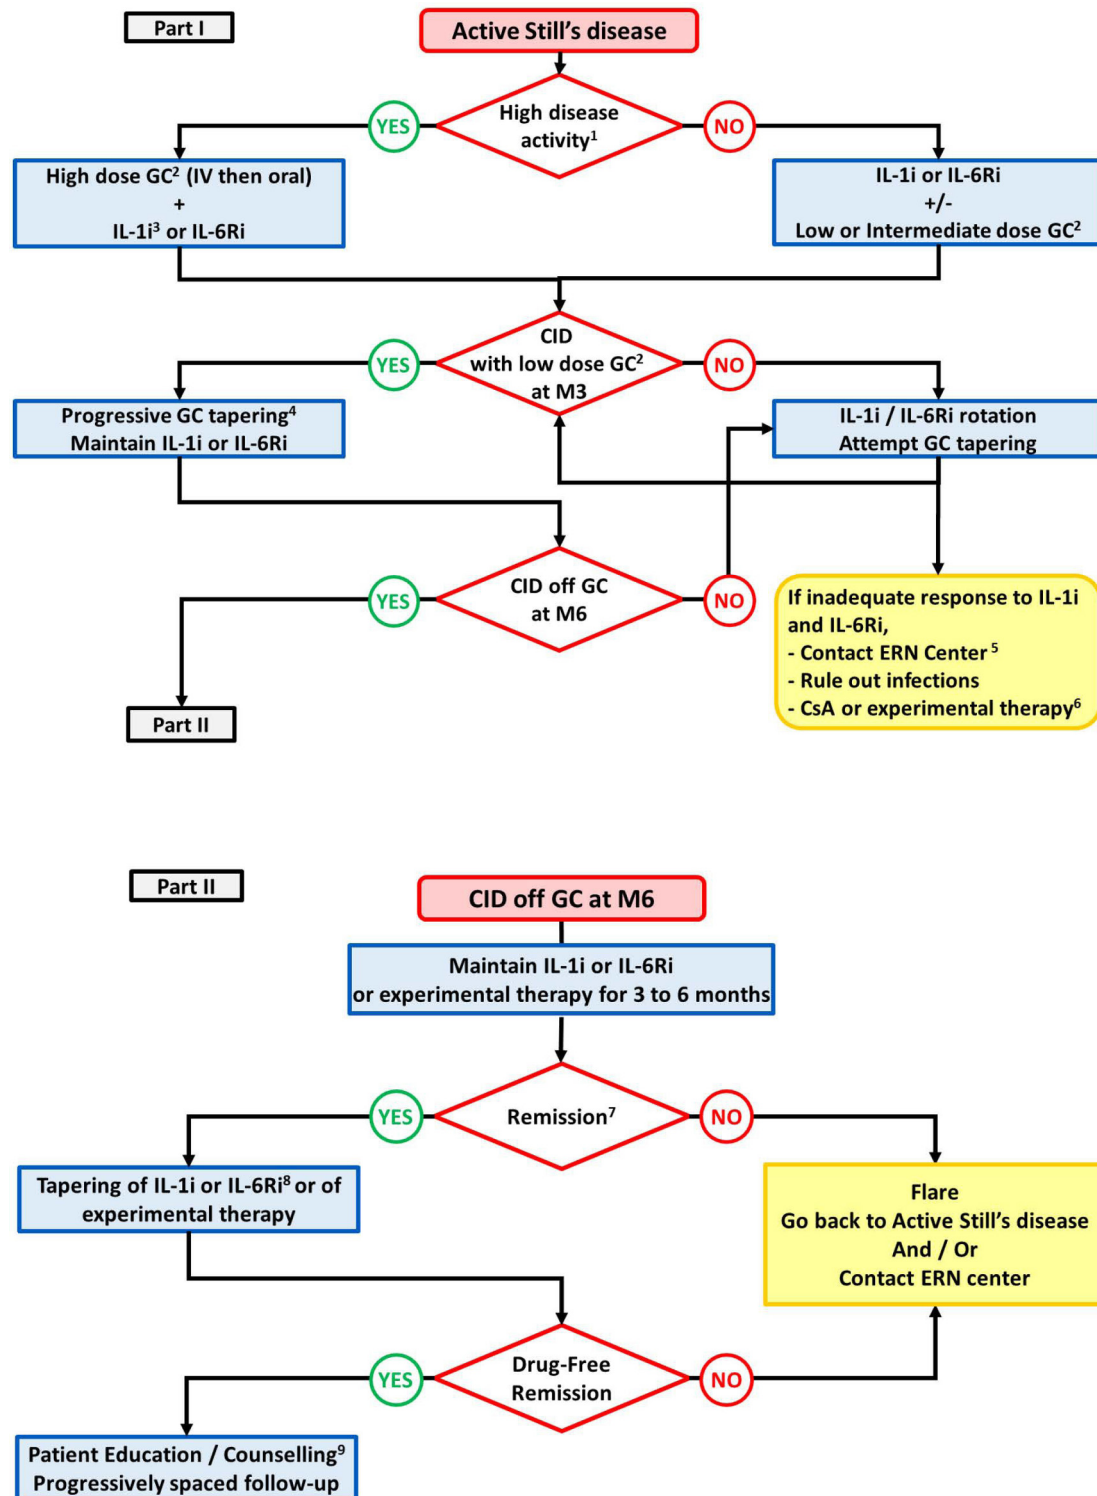 Part I
Active Still's disease
High disease
activity¹
YES
NO
High dose GC² (IV then oral)
+
IL-1i³ or IL-6Ri
IL-1i or IL-6Ri
+/-
Low or Intermediate dose GC²
CID
with low dose GC²
at M3
YES
NO
Progressive GC tapering⁴
Maintain IL-1i or IL-6Ri
IL-1i / IL-6Ri rotation
Attempt GC tapering
CID off GC
at M6
YES
NO
If inadequate response to IL-1i
and IL-6Ri,
- Contact ERN Center ⁵
- Rule out infections
- CsA or experimental therapy⁶
Part II
Part II
CID off GC at M6
Maintain IL-1i or IL-6Ri
or experimental therapy for 3 to 6 months
Remission⁷
YES
NO
Tapering of IL-1i or IL-6Ri⁸ or of
experimental therapy
Flare
Go back to Active Still's disease
And / Or
Contact ERN center
Drug-Free
Remission
YES
NO
Patient Education / Counselling⁹
Progressively spaced follow-up